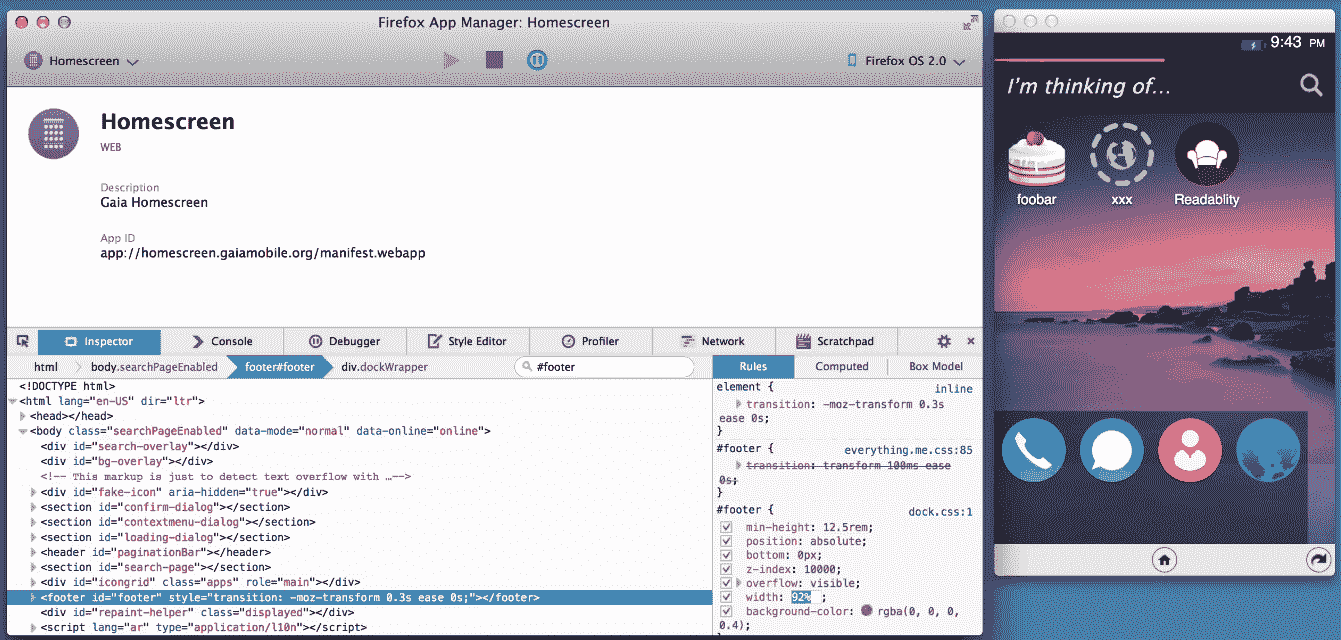 Firefox App Manager: Homescreen
Homescreen
Firefox OS 2.0
Homescreen
WEB
Description
Gaia Homescreen
App ID
app://homescreen.gaiamobile.org/manifest.webapp
Inspector Console Debugger Style Editor Profiler Network Scratchpad
html body.searchPageEnabled footer#footer div.dockWrapper #footer
<!DOCTYPE html>
<html lang="en-US" dir="ltr">
<head></head>
<body class="searchPageEnabled" data-mode="normal" data-online="online">
<div id="search-overlay"></div>
<div id="bg-overlay"></div>
<!-- This markup is just to detect text overflow with …-->
<div id="fake-icon" aria-hidden="true"></div>
<section id="confirm-dialog"></section>
<section id="contextmenu-dialog"></section>
<section id="loading-dialog"></section>
<header id="paginationBar"></header>
<section id="search-page"></section>
<div id="icongrid" class="apps" role="main"></div>
<footer id="footer" style="transition: -moz-transform 0.3s ease 0s;"></footer>
<div id="repaint-helper" class="displayed"></div>
<script lang="ar" type="application/l10n"></script>
Rules Computed Box Model
element { inline
transition: -moz-transform 0.3s
ease 0s;
}
#footer { everything.me.css:85
transition: transform 100ms ease
0s;
}
#footer { dock.css:1
min-height: 12.5rem;
position: absolute;
bottom: 0px;
z-index: 10000;
overflow: visible;
width: 92% ;
background-color: rgba(0, 0, 0,
0.4);
9:43 PM
I'm thinking of...
foobar xxx Readablity